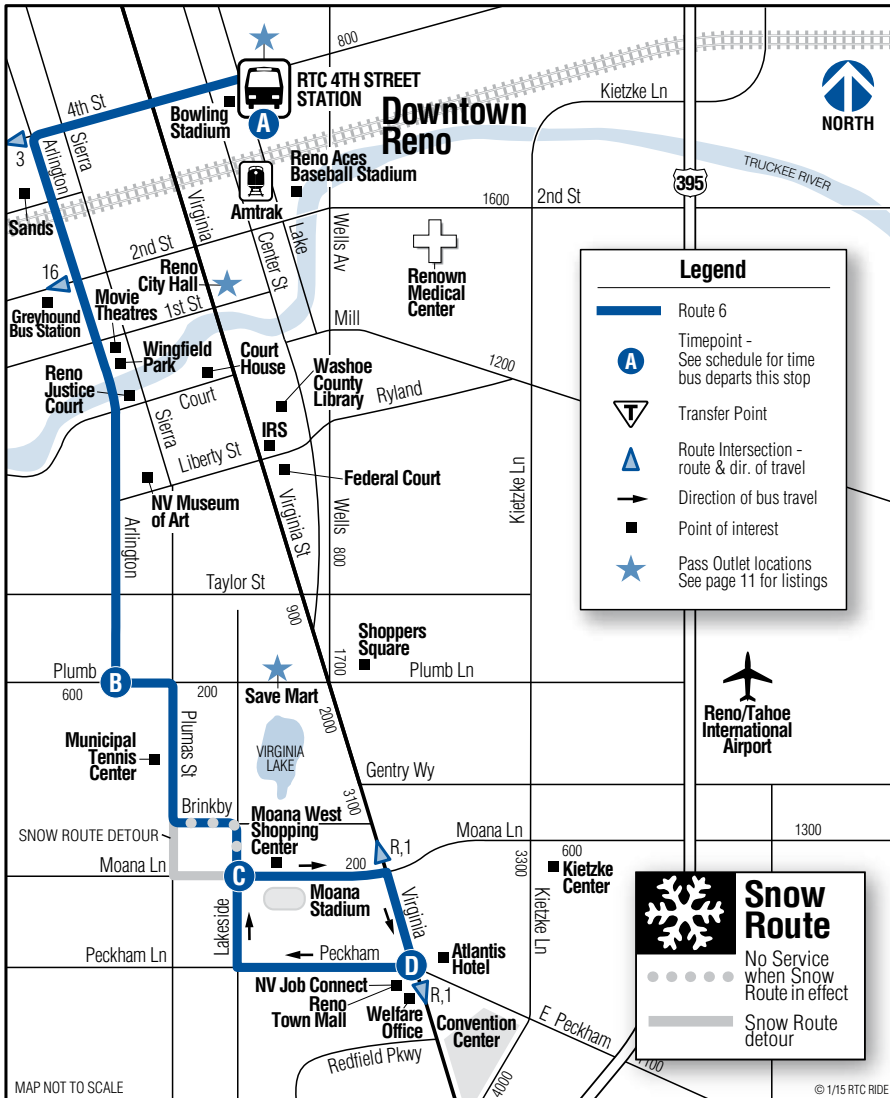 800
RTC 4TH STREET
STATION
4th St
Bowling
Stadium
A
Downtown
Reno
Kietzke Ln
NORTH
3
Arlington
Sierra
Sands
Amtrak
Reno Aces
Baseball Stadium
TRUCKEE RIVER
395
1600
2nd St
Virginia
Center St
Lake
Wells Av
2nd St
16
Reno
City Hall
Greyhound
Bus Station
Movie
Theatres
1st St
Renown
Medical
Center
Mill
1200
Wingfield
Park
Court
House
Reno
Justice
Court
Court
Washoe
County
Library
Ryland
Sierra
Liberty St
IRS
Federal Court
NV Museum
of Art
Virginia St
Wells
800
Kietzke Ln
Arlington
Taylor St
900
Legend
Route 6
A
Timepoint -
See schedule for time
bus departs this stop
T
Transfer Point
Route Intersection -
route & dir. of travel
Direction of bus travel
Point of interest
Pass Outlet locations
See page 11 for listings
Shoppers
Square
Plumb
B
600
200
Save Mart
1700
2000
Plumb Ln
Reno/Tahoe
International
Airport
Municipal
Tennis
Center
Plumas St
VIRGINIA
LAKE
Gentry Wy
3100
Brinkby
SNOW ROUTE DETOUR
Moana West
Shopping
Center
R,1
Moana Ln
1300
Moana Ln
C
200
Moana
Stadium
3300
600
Kietzke
Center
Lakeside
Virginia
Kietzke Ln
Peckham Ln
Peckham
D
Atlantis
Hotel
NV Job Connect
Reno
Town Mall
R,1
Welfare
Office
Convention
Center
E Peckham
Redfield Pkwy
4000
1100
Snow
Route
No Service
when Snow
Route in effect
Snow Route
detour
MAP NOT TO SCALE
© 1/15 RTC RIDE